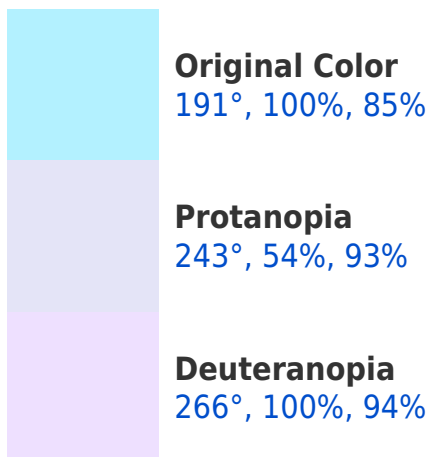 Original Color
191°, 100%, 85%
Protanopia
243°, 54%, 93%
Deuteranopia
266°, 100%, 94%